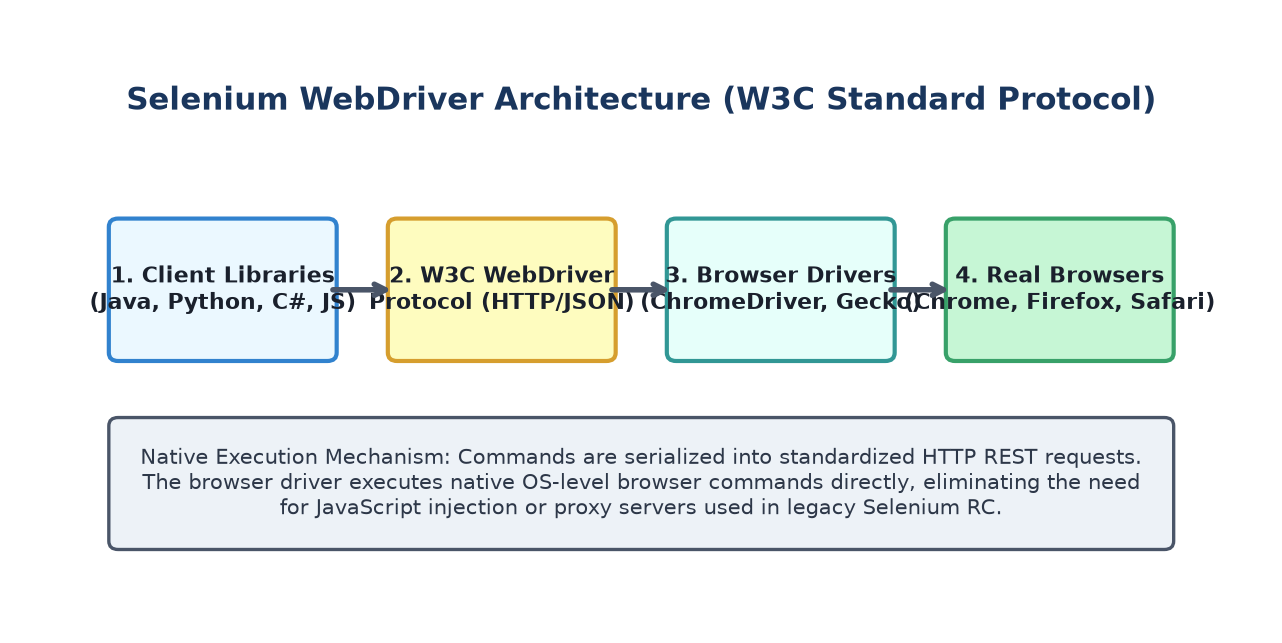 Selenium WebDriver Architecture (W3C Standard Protocol)
1. Client Libraries
(Java, Python, C#, JS)
2. W3C WebDriver
Protocol (HTTP/JSON)
3. Browser Drivers
(ChromeDriver, Gecko)
4. Real Browsers
(Chrome, Firefox, Safari)
Native Execution Mechanism: Commands are serialized into standardized HTTP REST requests.
The browser driver executes native OS-level browser commands directly, eliminating the need
for JavaScript injection or proxy servers used in legacy Selenium RC.